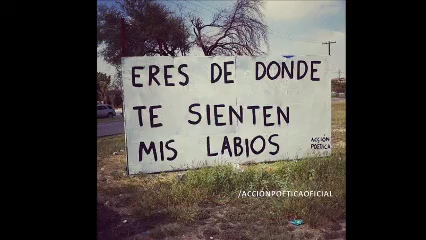 ERES DE DONDE
TE SIENTEN
MIS LABIOS
ACCIÓN
POÉTICA
/ACCIONPOETICAOFICIAL